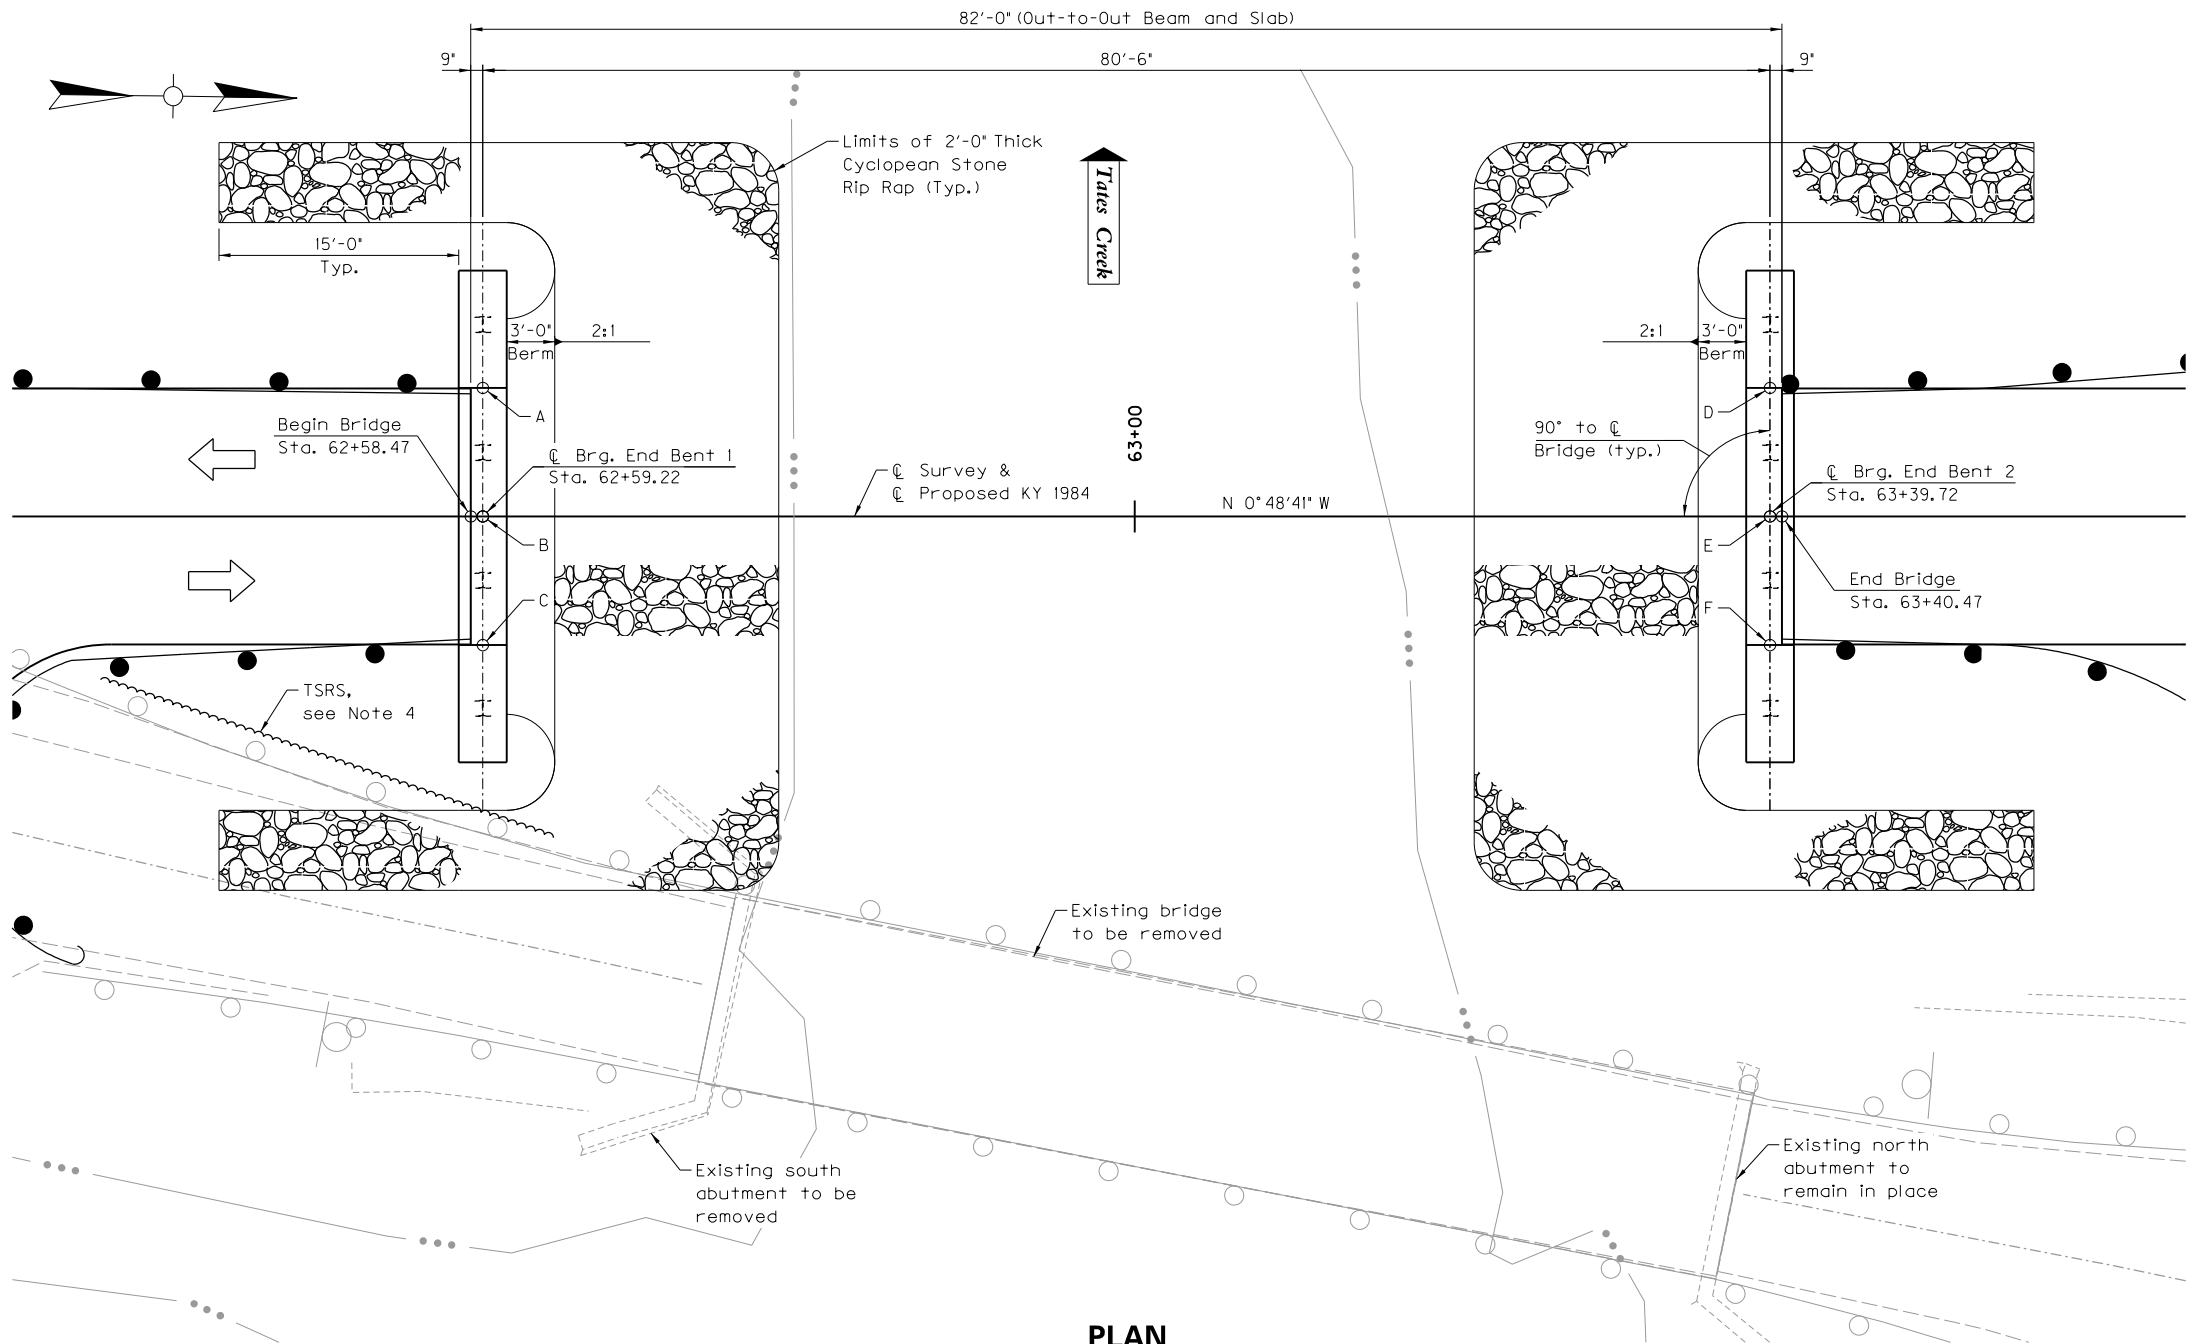 82'-0" (Out-to-Out Beam and Slab)
9"
80'-6"
9"
Limits of 2'-0" Thick
Cyclopean Stone
Rip Rap (Typ.)
Tates Creek
15'-0"
Typ.
3'-0"
Berm
2:1
2:1
3'-0"
Berm
A
D
Begin Bridge
Sta. 62+58.47
℄ Brg. End Bent 1
Sta. 62+59.22
63+00
90° to ℄
Bridge (typ.)
℄ Survey &
℄ Proposed KY 1984
N 0°48'41" W
℄ Brg. End Bent 2
Sta. 63+39.72
B
E
End Bridge
Sta. 63+40.47
C
F
TSRS,
see Note 4
Existing bridge
to be removed
Existing south
abutment to be
removed
Existing north
abutment to
remain in place
PLAN